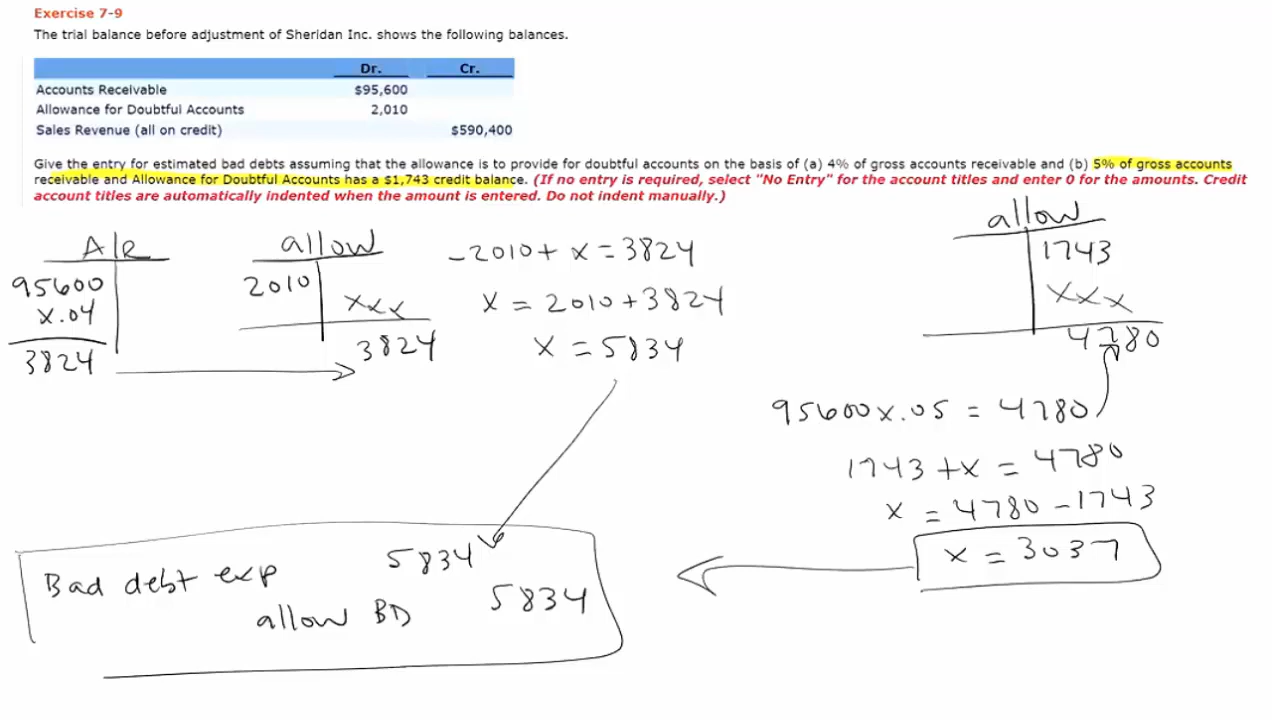 Exercise 7-9
The trial balance before adjustment of Sheridan Inc. shows the following balances.
Dr. Cr.
Accounts Receivable $95,600
Allowance for Doubtful Accounts 2,010
Sales Revenue (all on credit) $590,400
Give the entry for estimated bad debts assuming that the allowance is to provide for doubtful accounts on the basis of (a) 4% of gross accounts receivable and (b) 5% of gross accounts
receivable and Allowance for Doubtful Accounts has a $1,743 credit balance. (If no entry is required, select "No Entry" for the account titles and enter 0 for the amounts. Credit
account titles are automatically indented when the amount is entered. Do not indent manually.)
A/R
95600
x.04
3824
allow
2010
xxx
3824
-2010+ x = 3824
x = 2010+3824
x = 5834
allow
1743
xxx
4780
95600x.05 = 4780
1743 +x = 4780
x = 4780-1743
x = 3037
Bad debt exp 5834
allow BD 5834